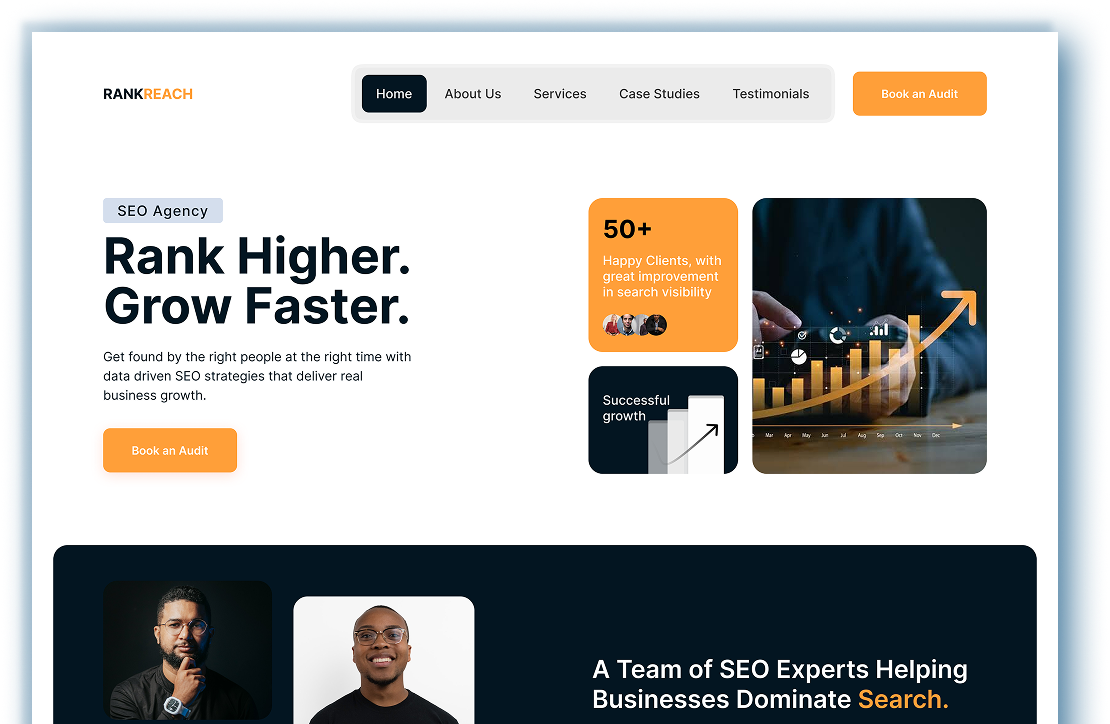 RANKREACH
Home
About Us
Services
Case Studies
Testimonials
Book an Audit
SEO Agency
Rank Higher.
Grow Faster.
Get found by the right people at the right time with
data driven SEO strategies that deliver real
business growth.
Book an Audit
50+
Happy Clients, with
great improvement
in search visibility
Successful
growth
Mar Apr May Jun Jul Aug Sep Oct Nov Dec
A Team of SEO Experts Helping
Businesses Dominate Search.